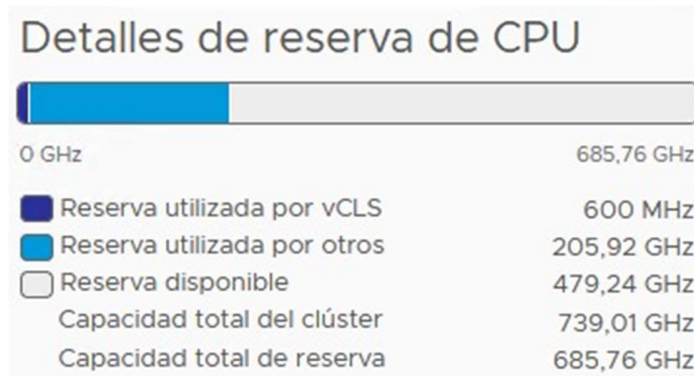 Detalles de reserva de CPU
0 GHz 685,76 GHz
Reserva utilizada por vCLS 600 MHz
Reserva utilizada por otros 205,92 GHz
Reserva disponible 479,24 GHz
Capacidad total del clúster 739,01 GHz
Capacidad total de reserva 685,76 GHz